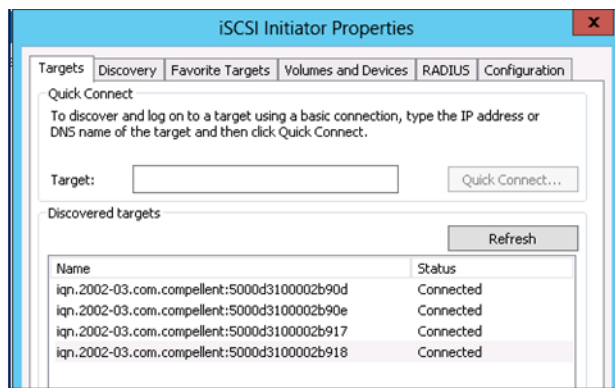 iSCSI Initiator Properties
x
Targets Discovery Favorite Targets Volumes and Devices RADIUS Configuration
Quick Connect
To discover and log on to a target using a basic connection, type the IP address or
DNS name of the target and then click Quick Connect.
Target: Quick Connect...
Discovered targets
Refresh
Name Status
iqn.2002-03.com.compellent:5000d3100002b90d Connected
iqn.2002-03.com.compellent:5000d3100002b90e Connected
iqn.2002-03.com.compellent:5000d3100002b917 Connected
iqn.2002-03.com.compellent:5000d3100002b918 Connected